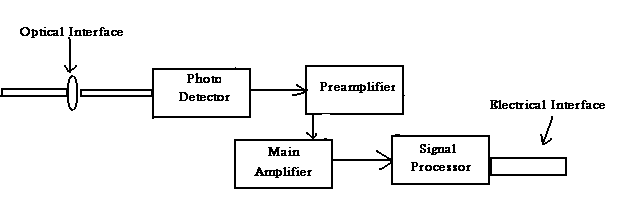 Optical Interface
Photo
Detector
Preamplifier
Electrical Interface
Main
Amplifier
Signal
Processor